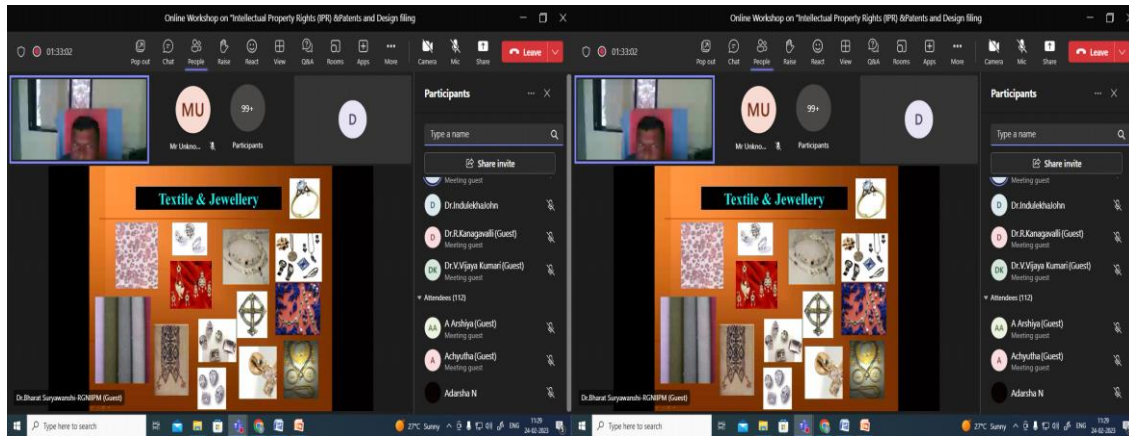 Online Workshop on "Intellectual Property Rights (IPR) &Patents and Design filing
01:33:02
Pop out Chat People Raise React View Q&A Rooms Apps More Camera Mic Share Leave
MU
99+
D
Mr Unkno...
Participants
Textile & Jewellery
Dr.Bharat Suryawanshi-RGNIIPM (Guest)
Participants
Type a name
Share invite
Meeting guest
D Dr.IndulekhaJohn
D Dr.R.Kanagavalli (Guest)
Meeting guest
DK Dr.V.Vijaya Kumari (Guest)
Meeting guest
Attendees (112)
AA A Arshiya (Guest)
Meeting guest
A Achyutha (Guest)
Meeting guest
Adarsha N
Type here to search
27°C Sunny ENG 11:29
24-02-2023
Online Workshop on "Intellectual Property Rights (IPR) &Patents and Design filing
01:33:02
Pop out Chat People Raise React View Q&A Rooms Apps More Camera Mic Share Leave
MU
99+
D
Mr Unkno...
Participants
Textile & Jewellery
Dr.Bharat Suryawanshi-RGNIIPM (Guest)
Participants
Type a name
Share invite
Meeting guest
D Dr.IndulekhaJohn
D Dr.R.Kanagavalli (Guest)
Meeting guest
DK Dr.V.Vijaya Kumari (Guest)
Meeting guest
Attendees (112)
AA A Arshiya (Guest)
Meeting guest
A Achyutha (Guest)
Meeting guest
Adarsha N
Type here to search
27°C Sunny ENG 11:29
24-02-2023